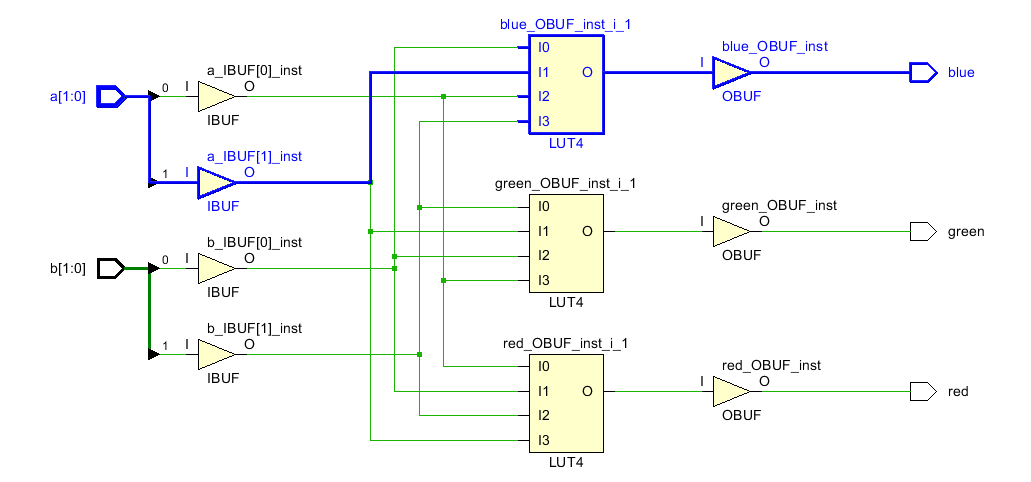 blue_OBUF_inst_i_1
I0
I1
I2
I3
O
LUT4
I
blue_OBUF_inst
O
OBUF
blue
a[1:0]
0
I
a_IBUF[0]_inst
O
IBUF
1
I
a_IBUF[1]_inst
O
IBUF
green_OBUF_inst_i_1
I0
I1
I2
I3
O
LUT4
I
green_OBUF_inst
O
OBUF
green
b[1:0]
0
I
b_IBUF[0]_inst
O
IBUF
1
I
b_IBUF[1]_inst
O
IBUF
red_OBUF_inst_i_1
I0
I1
I2
I3
O
LUT4
I
red_OBUF_inst
O
OBUF
red